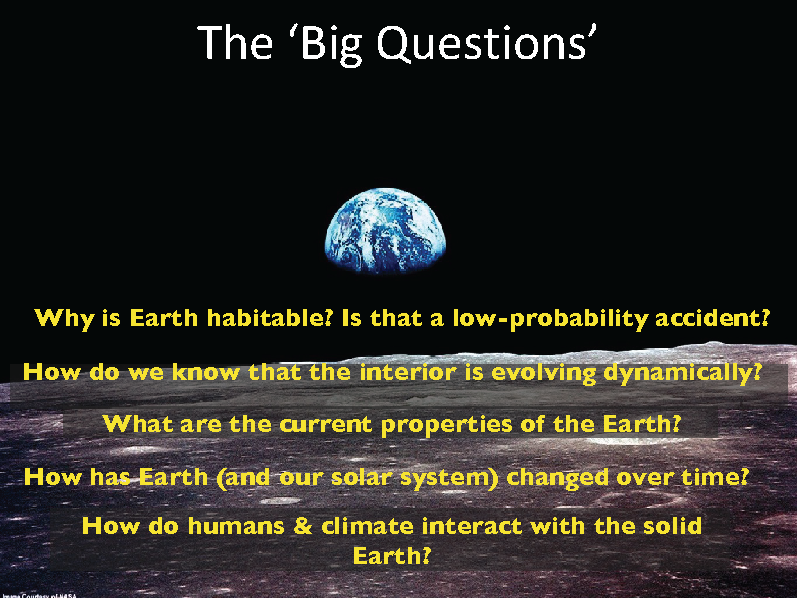 The ‘Big Questions’
Why is Earth habitable? Is that a low-probability accident?
How do we know that the interior is evolving dynamically?
What are the current properties of the Earth?
How has Earth (and our solar system) changed over time?
How do humans & climate interact with the solid
Earth?
Image Courtesy of NASA